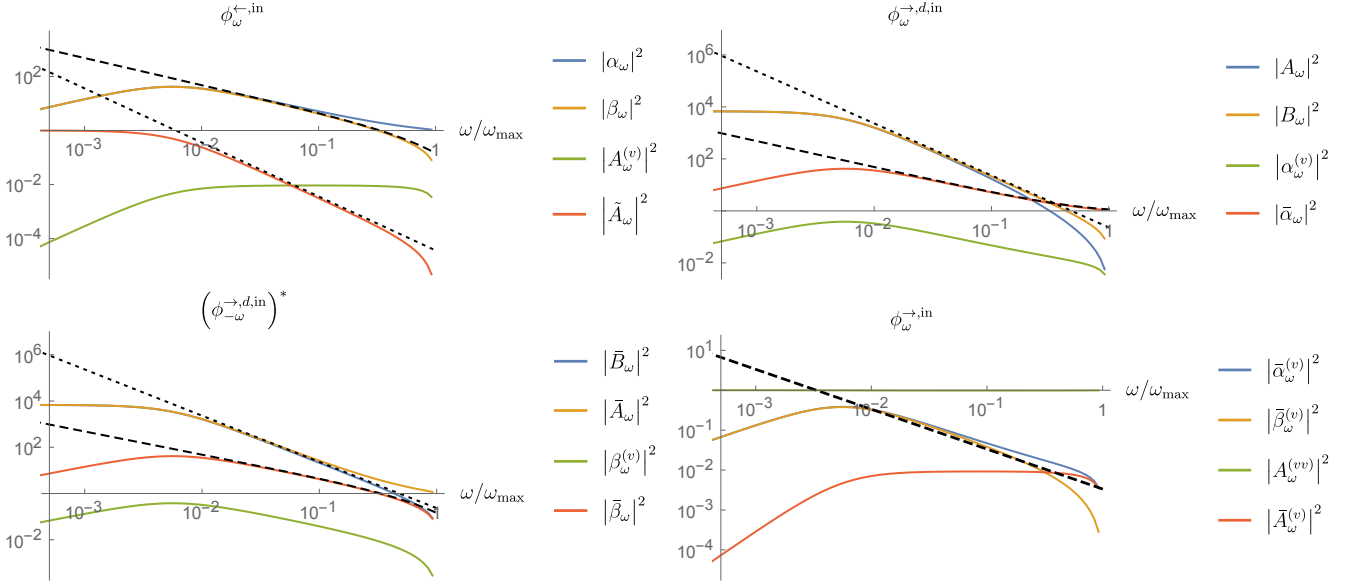 ϕ_ω^{←,in}
10^2
10^{-2}
10^{-4}
10^{-3}
10^{-2}
10^{-1}
1
ω/ω_max
|α_ω|^2
|β_ω|^2
|A_ω^{(v)}|^2
|Ã_ω|^2
ϕ_ω^{→,d,in}
10^6
10^4
10^2
10^{-2}
10^{-3}
10^{-2}
10^{-1}
1
ω/ω_max
|A_ω|^2
|B_ω|^2
|α_ω^{(v)}|^2
|ᾱ_ω|^2
(ϕ_{-ω}^{→,d,in})^*
10^6
10^4
10^2
10^{-2}
10^{-3}
10^{-2}
10^{-1}
1
ω/ω_max
|B̄_ω|^2
|Ā_ω|^2
|β_ω^{(v)}|^2
|β̄_ω|^2
ϕ_ω^{→,in}
10^1
10^{-1}
10^{-2}
10^{-3}
10^{-4}
10^{-3}
10^{-2}
10^{-1}
1
ω/ω_max
|ᾱ_ω^{(v)}|^2
|β̄_ω^{(v)}|^2
|A_ω^{(vv)}|^2
|Ā_ω^{(v)}|^2